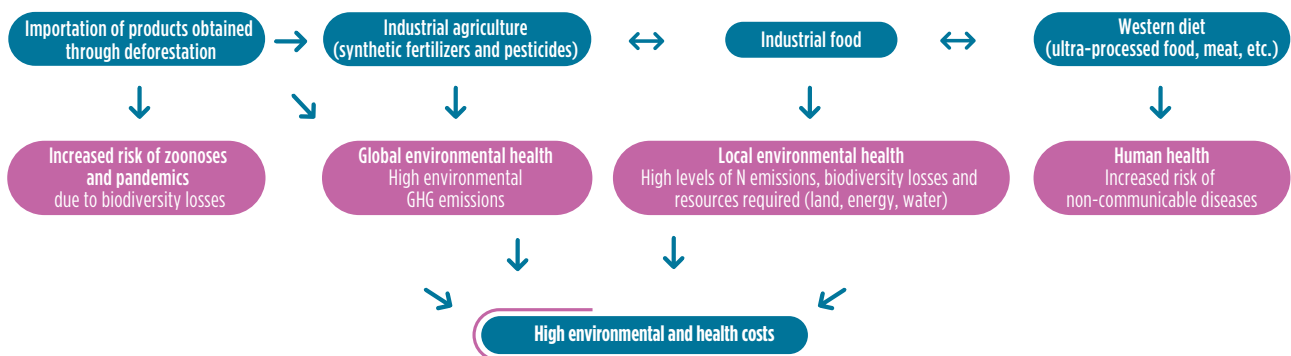 Importation of products obtained
through deforestation
Industrial agriculture
(synthetic fertilizers and pesticides)
Industrial food
Western diet
(ultra-processed food, meat, etc.)
Increased risk of zoonoses
and pandemics
due to biodiversity losses
Global environmental health
High environmental
GHG emissions
Local environmental health
High levels of N emissions, biodiversity losses and
resources required (land, energy, water)
Human health
Increased risk of
non-communicable diseases
High environmental and health costs